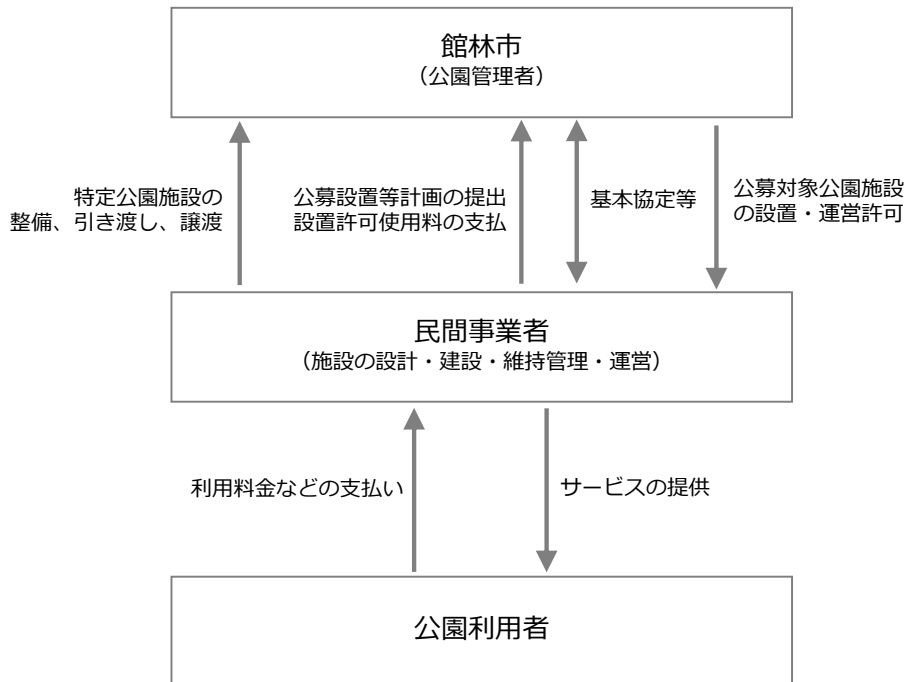 館林市
（公園管理者）
特定公園施設の
整備、引き渡し、譲渡
公募設置等計画の提出
設置許可使用料の支払
基本協定等
公募対象公園施設
の設置・運営許可
民間事業者
（施設の設計・建設・維持管理・運営）
利用料金などの支払い
サービスの提供
公園利用者